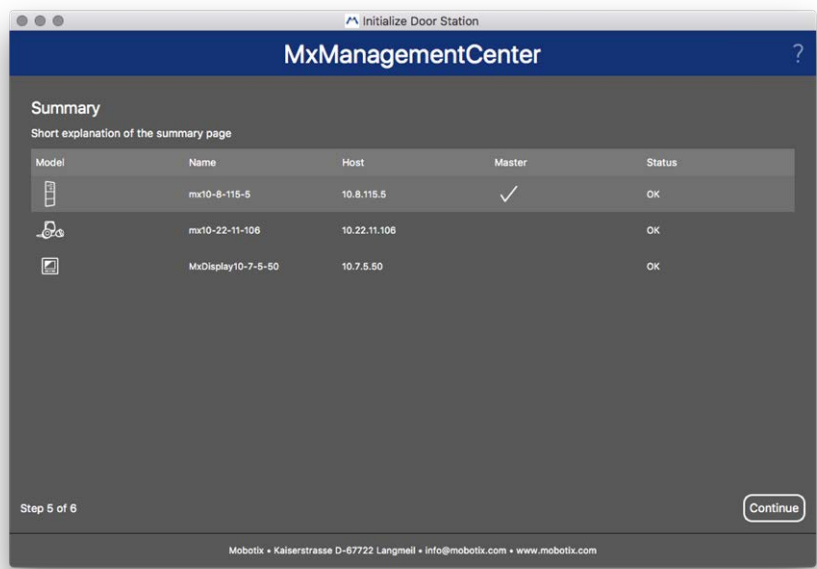 Initialize Door Station
MxManagementCenter ?
Summary
Short explanation of the summary page
Model Name Host Master Status
mx10-8-115-5 10.8.115.5 OK
mx10-22-11-106 10.22.11.106 OK
MxDisplay10-7-5-50 10.7.5.50 OK
Step 5 of 6 Continue
Mobotix • Kaiserstrasse D-67722 Langmeil • info@mobotix.com • www.mobotix.com